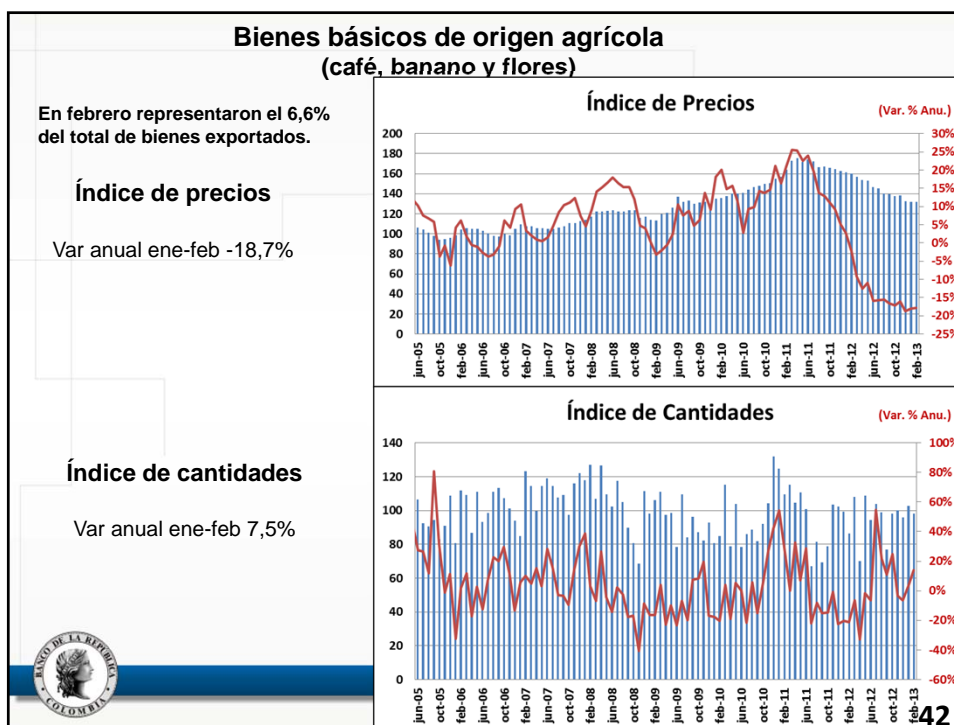 Bienes básicos de origen agrícola
(café, banano y flores)
En febrero representaron el 6,6%
del total de bienes exportados.
Índice de precios
Var anual ene-feb -18,7%
Índice de Precios
(Var. % Anu.)
200
180
160
140
120
100
80
60
40
20
0
30%
25%
20%
15%
10%
5%
0%
-5%
-10%
-15%
-20%
-25%
jun-05
oct-05
feb-06
jun-06
oct-06
feb-07
jun-07
oct-07
feb-08
jun-08
oct-08
feb-09
jun-09
oct-09
feb-10
jun-10
oct-10
feb-11
jun-11
oct-11
feb-12
jun-12
oct-12
feb-13
Índice de cantidades
Var anual ene-feb 7,5%
Índice de Cantidades
(Var. % Anu.)
140
120
100
80
60
40
20
0
100%
80%
60%
40%
20%
0%
-20%
-40%
-60%
jun-05
oct-05
feb-06
jun-06
oct-06
feb-07
jun-07
oct-07
feb-08
jun-08
oct-08
feb-09
jun-09
oct-09
feb-10
jun-10
oct-10
feb-11
jun-11
oct-11
feb-12
jun-12
oct-12
feb-13
BANCO DE LA REPÚBLICA
COLOMBIA
42